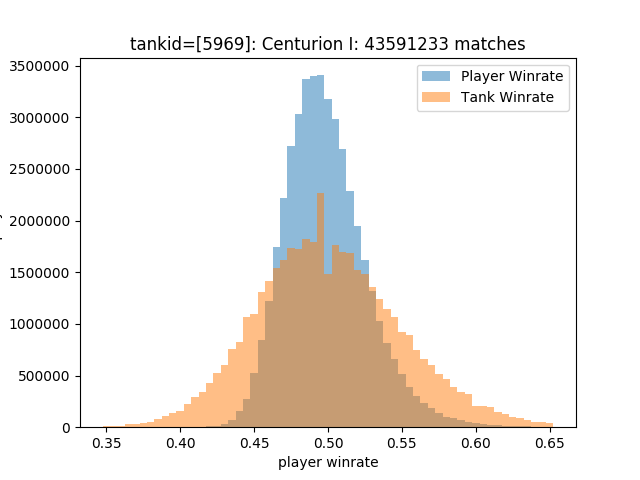 tankid=[5969]: Centurion I: 43591233 matches
Player Winrate
Tank Winrate
3500000
3000000
2500000
2000000
1500000
1000000
500000
0
0.35 0.40 0.45 0.50 0.55 0.60 0.65
player winrate